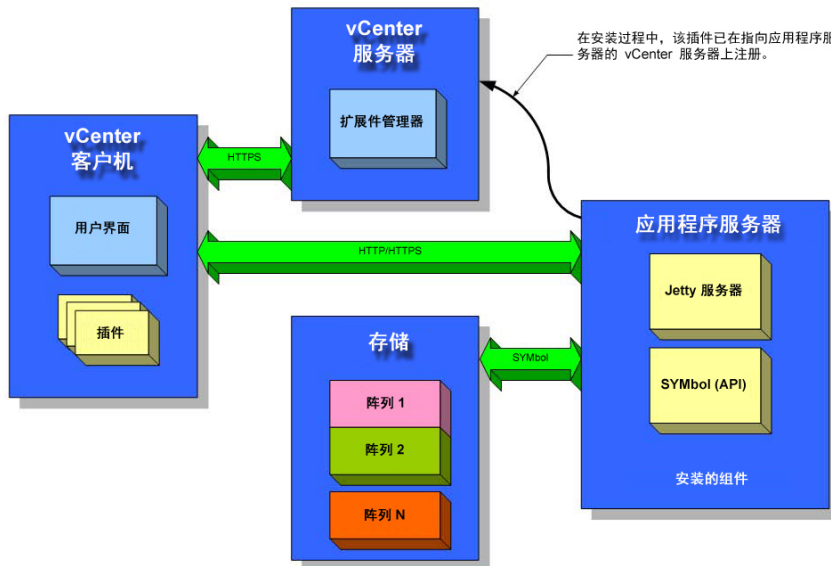 vCenter
服务器
扩展件管理器
在安装过程中，该插件已在指向应用程序服
务器的 vCenter 服务器上注册。
vCenter
客户机
用户界面
插件
HTTPS
HTTP/HTTPS
应用程序服务器
Jetty 服务器
SYMbol (API)
安装的组件
SYMbol
存储
阵列 1
阵列 2
阵列 N